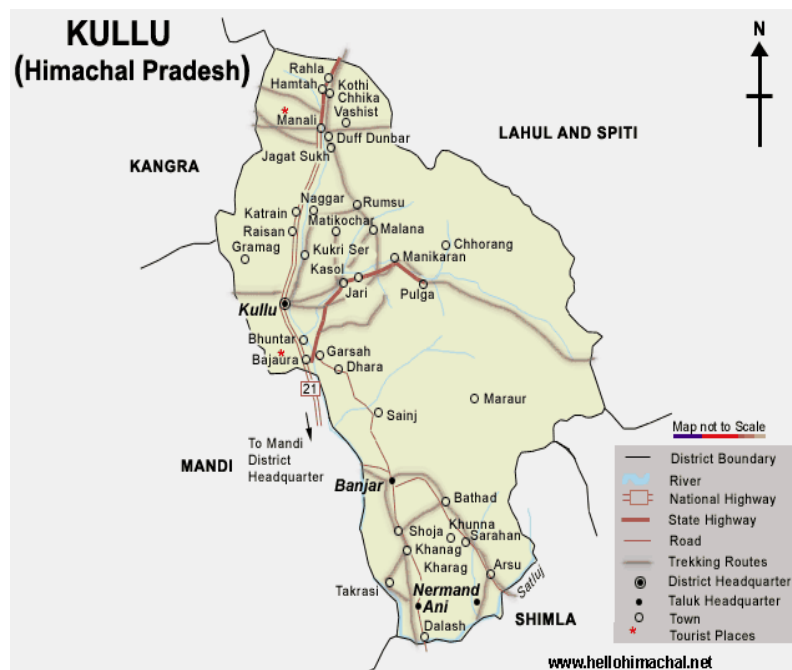 KULLU
(Himachal Pradesh)
N
Rahla
Hamtah
Kothi
Chhika
Vashist
Manali
Duff Dunbar
Jagat Sukh
LAHUL AND SPITI
KANGRA
Naggar
Rumsu
Katrain
Matikochar
Raisan
Malana
Gramag
Kukri Ser
Chhorang
Manikaran
Kasol
Jari
Pulga
Kullu
Bhuntar
Garsah
Bajaura
Dhara
21
Maraur
Sainj
To Mandi
District
Headquarter
MANDI
Banjar
Bathad
Khunna
Shoja
Sarahan
Khanag
Kharag
Arsu
Takrasi
Nermand
Ani
Satluj
SHIMLA
Dalash
Map not to Scale
District Boundary
River
National Highway
State Highway
Road
Trekking Routes
District Headquarter
Taluk Headquarter
Town
Tourist Places
www.hellohimachal.net